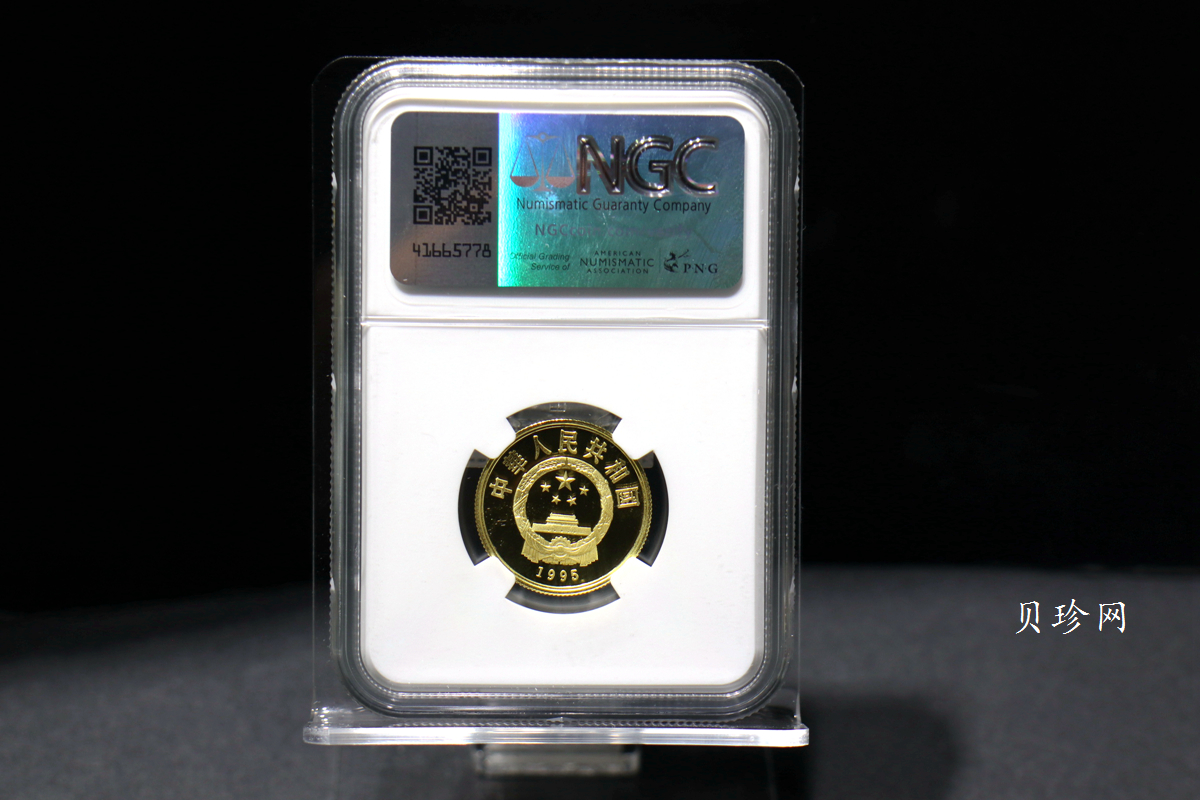 NGC
Numismatic Guaranty Company
NGC
41665778
Official Grading
Service of
AMERICAN
NUMISMATIC
ASSOCIATION
PNG
中華人民共和國
1995
贝珍网